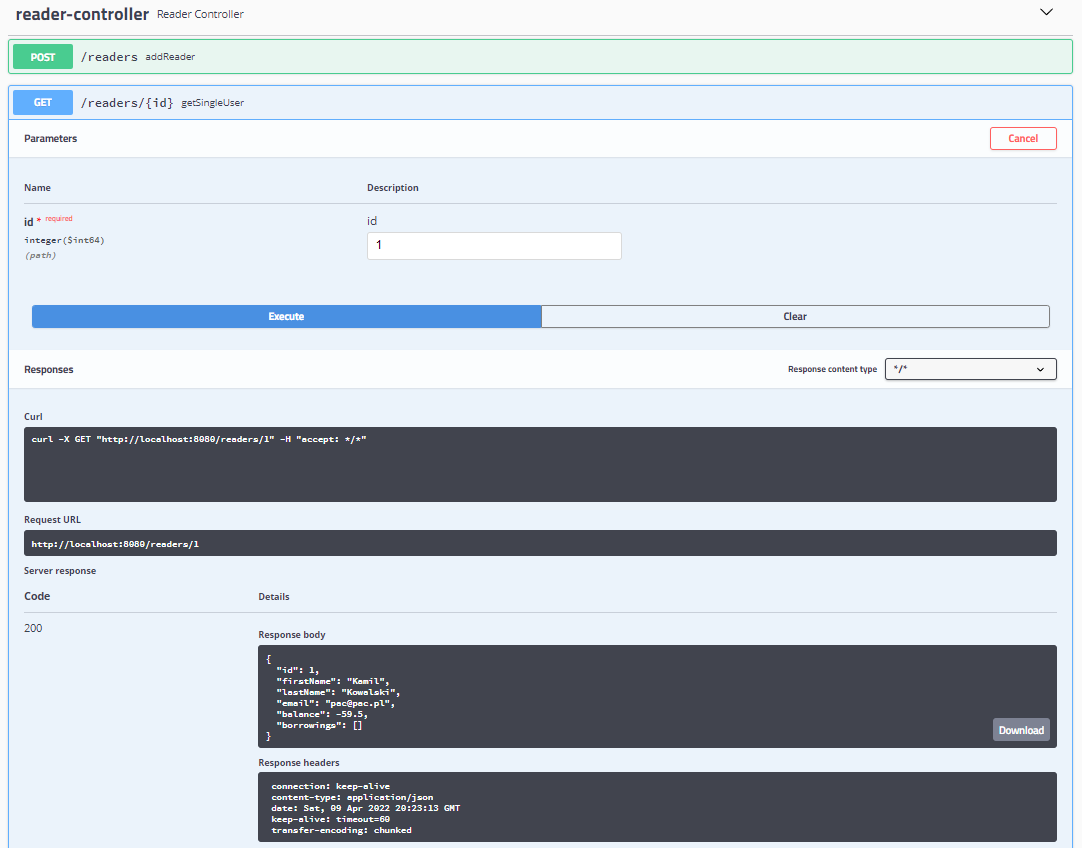 reader-controller Reader Controller
POST /readers addReader
GET /readers/{id} getSingleUser
Parameters Cancel
Name Description
id * required id
integer($int64) 1
(path)
Execute Clear
Responses Response content type */*
Curl
curl -X GET "http://localhost:8080/readers/1" -H "accept: */*"
Request URL
http://localhost:8080/readers/1
Server response
Code Details
200
Response body
{
  "id": 1,
  "firstName": "Kamil",
  "lastName": "Kowalski",
  "email": "pac@pac.pl",
  "balance": -59.5,
  "borrowings": []
}
Download
Response headers
connection: keep-alive
content-type: application/json
date: Sat, 09 Apr 2022 20:23:13 GMT
keep-alive: timeout=60
transfer-encoding: chunked